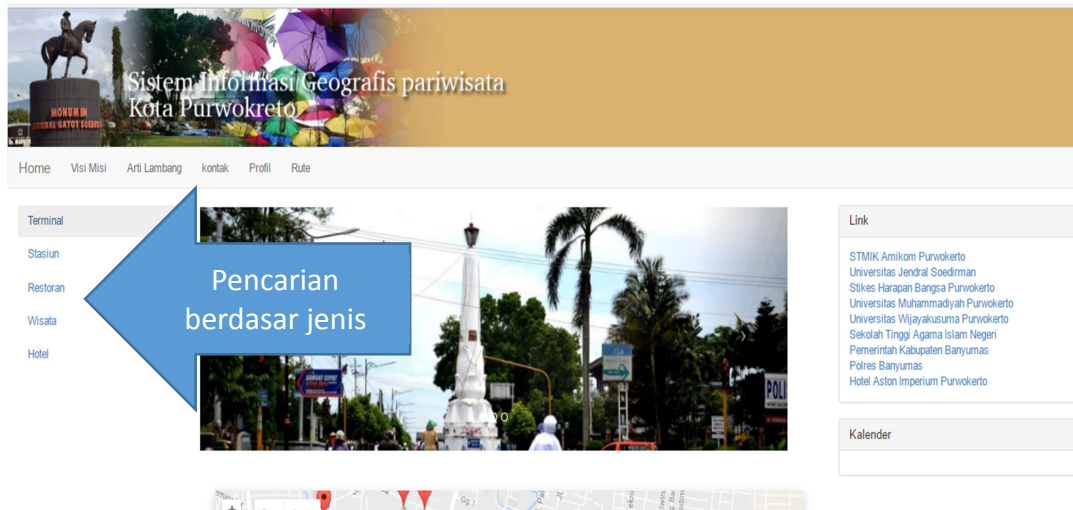 MONUMEN
JENDERAL GATOT SOEBROTO
Sistem Informasi Geografis pariwisata
Kota Purwokreto
Home Visi Misi Arti Lambang kontak Profil Rute
Terminal
Stasiun
Restoran
Wisata
Hotel
Pencarian
berdasar jenis
SAMSAT CEPAT
POLI
Link
STMIK Amikom Purwokerto
Universitas Jendral Soedirman
Stikes Harapan Bangsa Purwokerto
Universitas Muhammadiyah Purwokerto
Universitas Wijayakusuma Purwokerto
Sekolah Tinggi Agama Islam Negeri
Pemerintah Kabupaten Banyumas
Polres Banyumas
Hotel Aston Imperium Purwokerto
Kalender